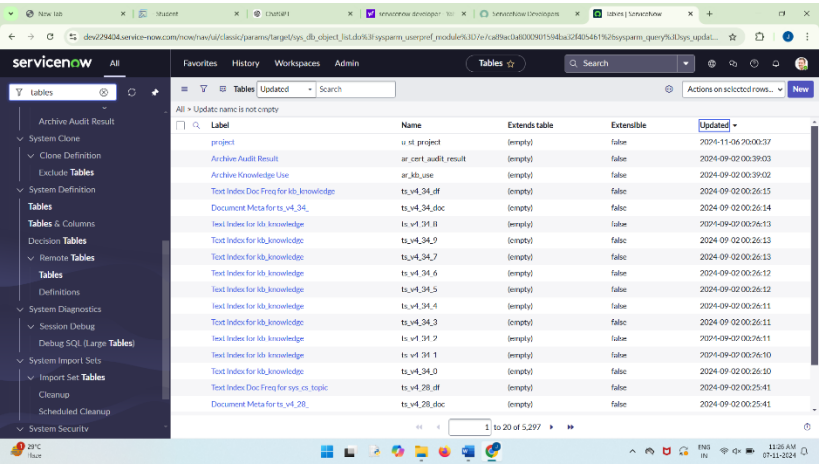 New Tab
Student
ChatGPT
ServiceNow Developers
Tables | ServiceNow
servicenow All Favorites History Workspaces Admin Tables Search
tables
Tables Updated Search Actions on selected rows... New
All > Update name is not empty
Label Name Extends table Extensible Updated
project u_st_project (empty) false 2024-11-06 20:00:37
Archive Audit Result ar_cert_audit_result (empty) false 2024-09-02 00:39:03
Archive Knowledge Use ar_kb_use (empty) false 2024-09-02 00:39:02
Text Index Doc Freq for kb_knowledge ts_v4_34_df (empty) false 2024-09-02 00:26:15
Document Meta for ts_v4_34_ ts_v4_34_doc (empty) false 2024-09-02 00:26:14
Text Index for kb_knowledge ts_v4_34_8 (empty) false 2024-09-02 00:26:13
Text Index for kb_knowledge ts_v4_34_9 (empty) false 2024-09-02 00:26:13
Text Index for kb_knowledge ts_v4_34_7 (empty) false 2024-09-02 00:26:13
Text Index for kb_knowledge ts_v4_34_6 (empty) false 2024-09-02 00:26:12
Text Index for kb_knowledge ts_v4_34_5 (empty) false 2024-09-02 00:26:12
Text Index for kb_knowledge ts_v4_34_4 (empty) false 2024-09-02 00:26:11
Text Index for kb_knowledge ts_v4_34_3 (empty) false 2024-09-02 00:26:11
Text Index for kb_knowledge ts_v4_34_2 (empty) false 2024-09-02 00:26:11
Text Index for kb_knowledge ts_v4_34_1 (empty) false 2024-09-02 00:26:10
Text Index for kb_knowledge ts_v4_34_0 (empty) false 2024-09-02 00:26:10
Text Index Doc Freq for sys_cs_topic ts_v4_28_df (empty) false 2024-09-02 00:25:41
Document Meta for ts_v4_28_ ts_v4_28_doc (empty) false 2024-09-02 00:25:41
1 to 20 of 5,297
Archive Audit Result
System Clone
Clone Definition
Exclude Tables
System Definition
Tables
Tables & Columns
Decision Tables
Remote Tables
Tables
Definitions
System Diagnostics
Session Debug
Debug SQL (Large Tables)
System Import Sets
Import Set Tables
Cleanup
Scheduled Cleanup
System Security
29°C
Haze
ENG
IN
11:26 AM
07-11-2024